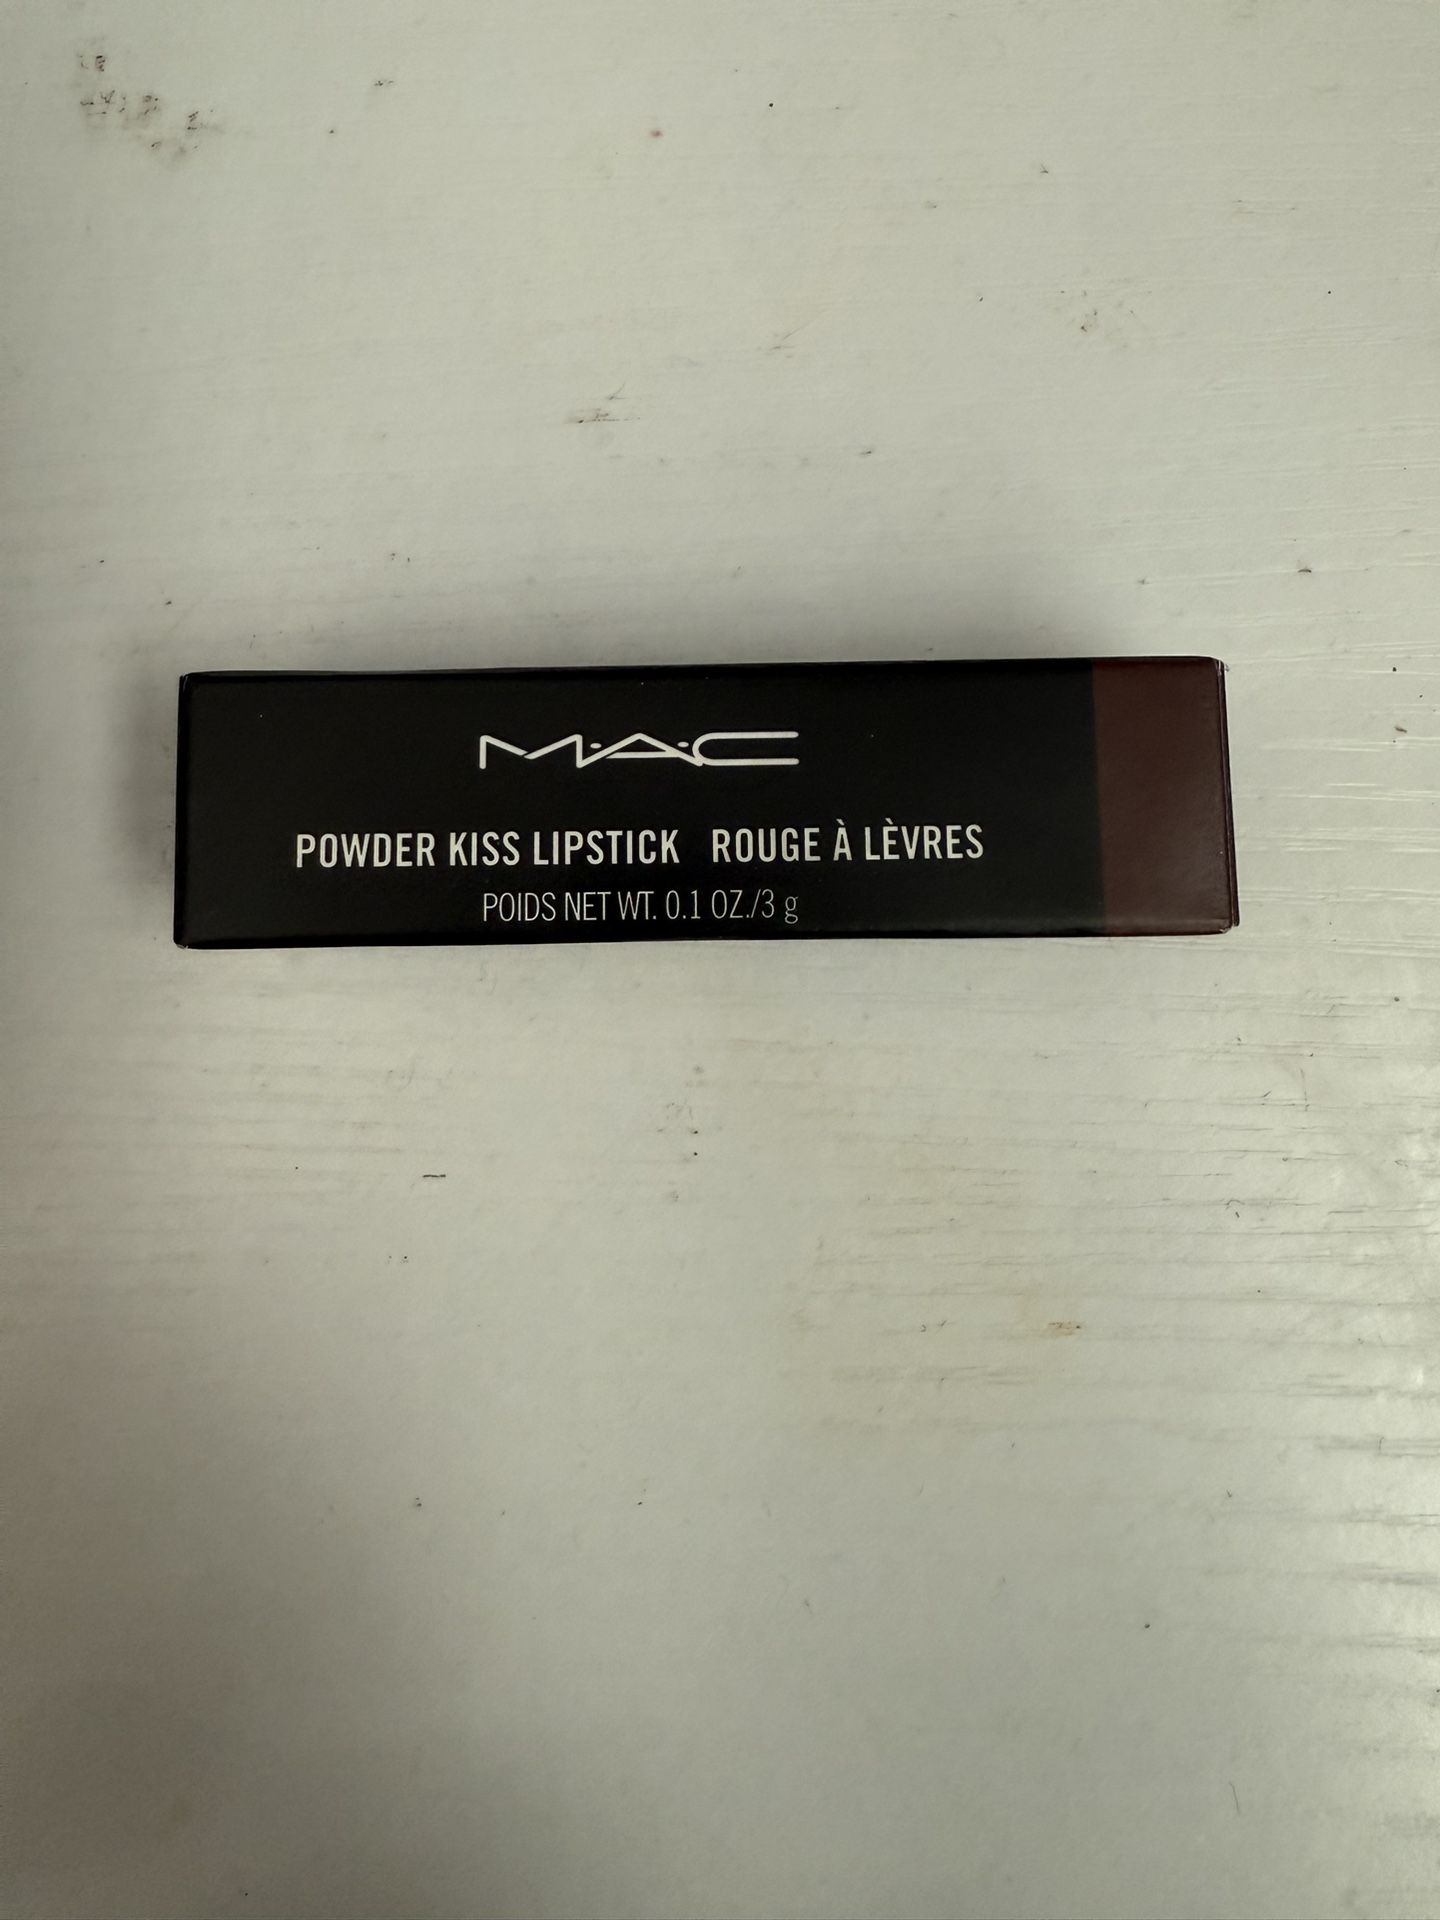 M·A·C
POWDER KISS LIPSTICK ROUGE À LÈVRES
POIDS NET WT. 0.1 OZ./3 g